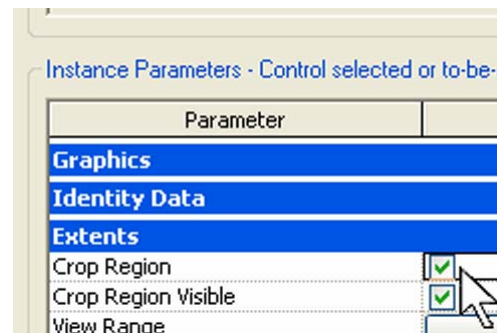 Instance Parameters - Control selected or to-be-
Parameter
Graphics
Identity Data
Extents
Crop Region
Crop Region Visible
View Range